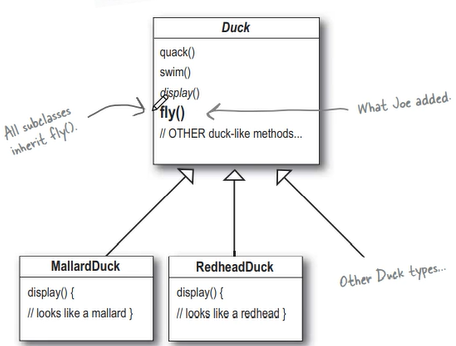 Duck
quack()
swim()
display()
fly()
// OTHER duck-like methods...
All subclasses
inherit fly().
What Joe added.
MallardDuck
display() {
// looks like a mallard }
RedheadDuck
display() {
// looks like a redhead }
Other Duck types...